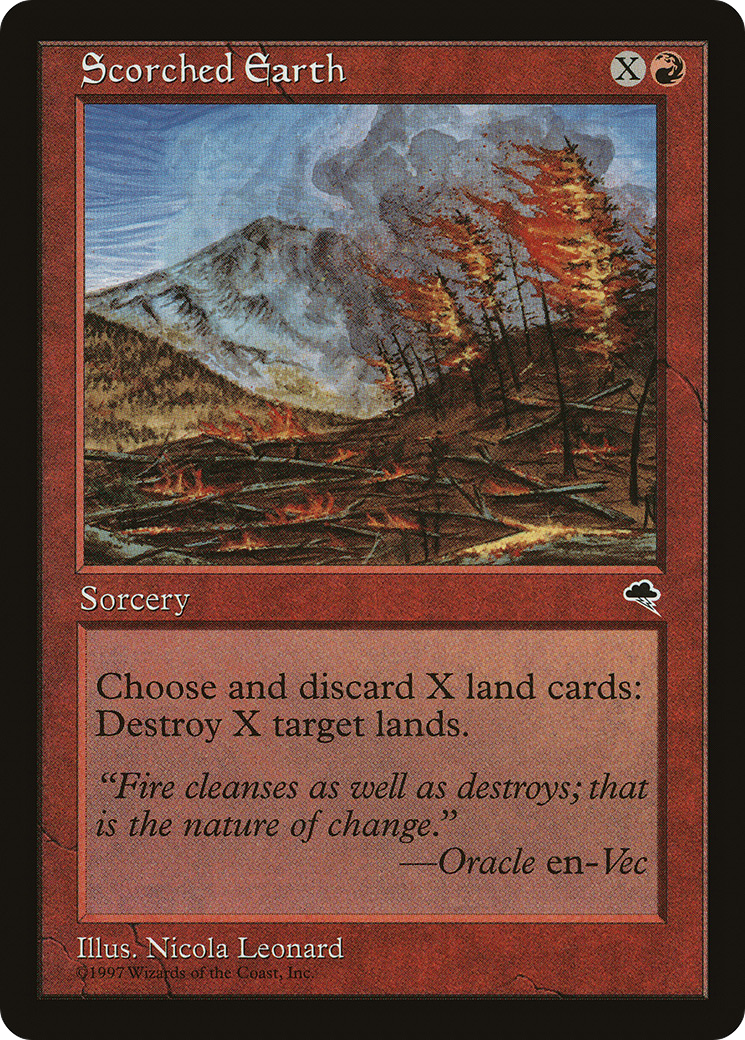 Scorched Earth X
Sorcery
Choose and discard X land cards:
Destroy X target lands.
“Fire cleanses as well as destroys; that
is the nature of change.”
—Oracle en-Vec
Illus. Nicola Leonard
©1997 Wizards of the Coast, Inc.